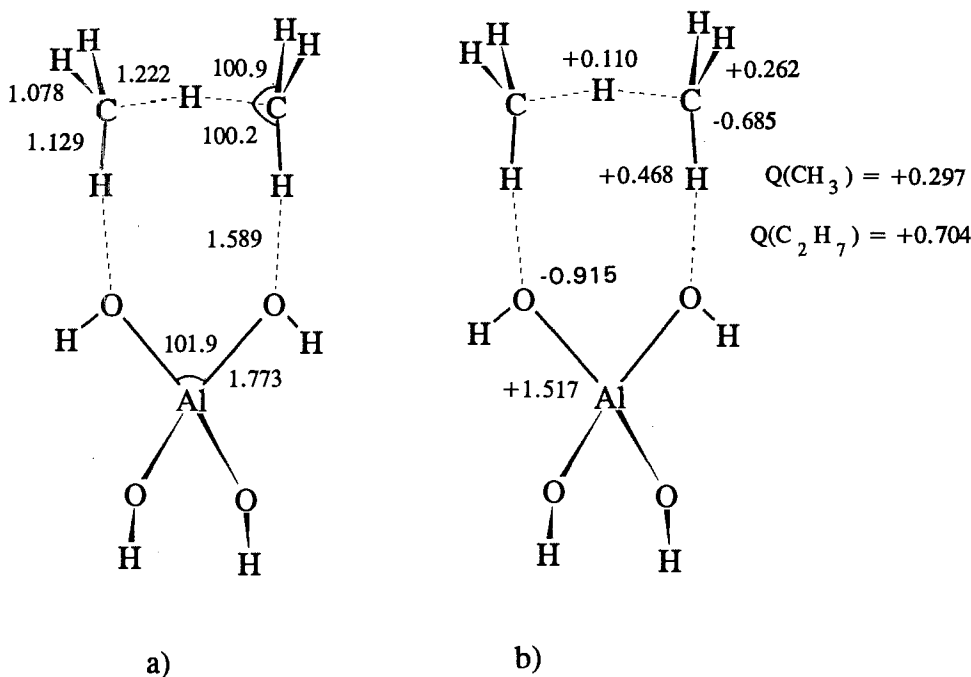 H H
H H
H H
H H
1.222 100.9
+0.110 +0.262
1.078 C H C
C H C
100.2
-0.685
1.129
H H
H +0.468 H Q(CH3) = +0.297
1.589
Q(C2H7) = +0.704
O O
-0.915
O O
H H
H H
101.9
1.773
+1.517
Al
Al
O O
O O
H H
H H
a)
b)